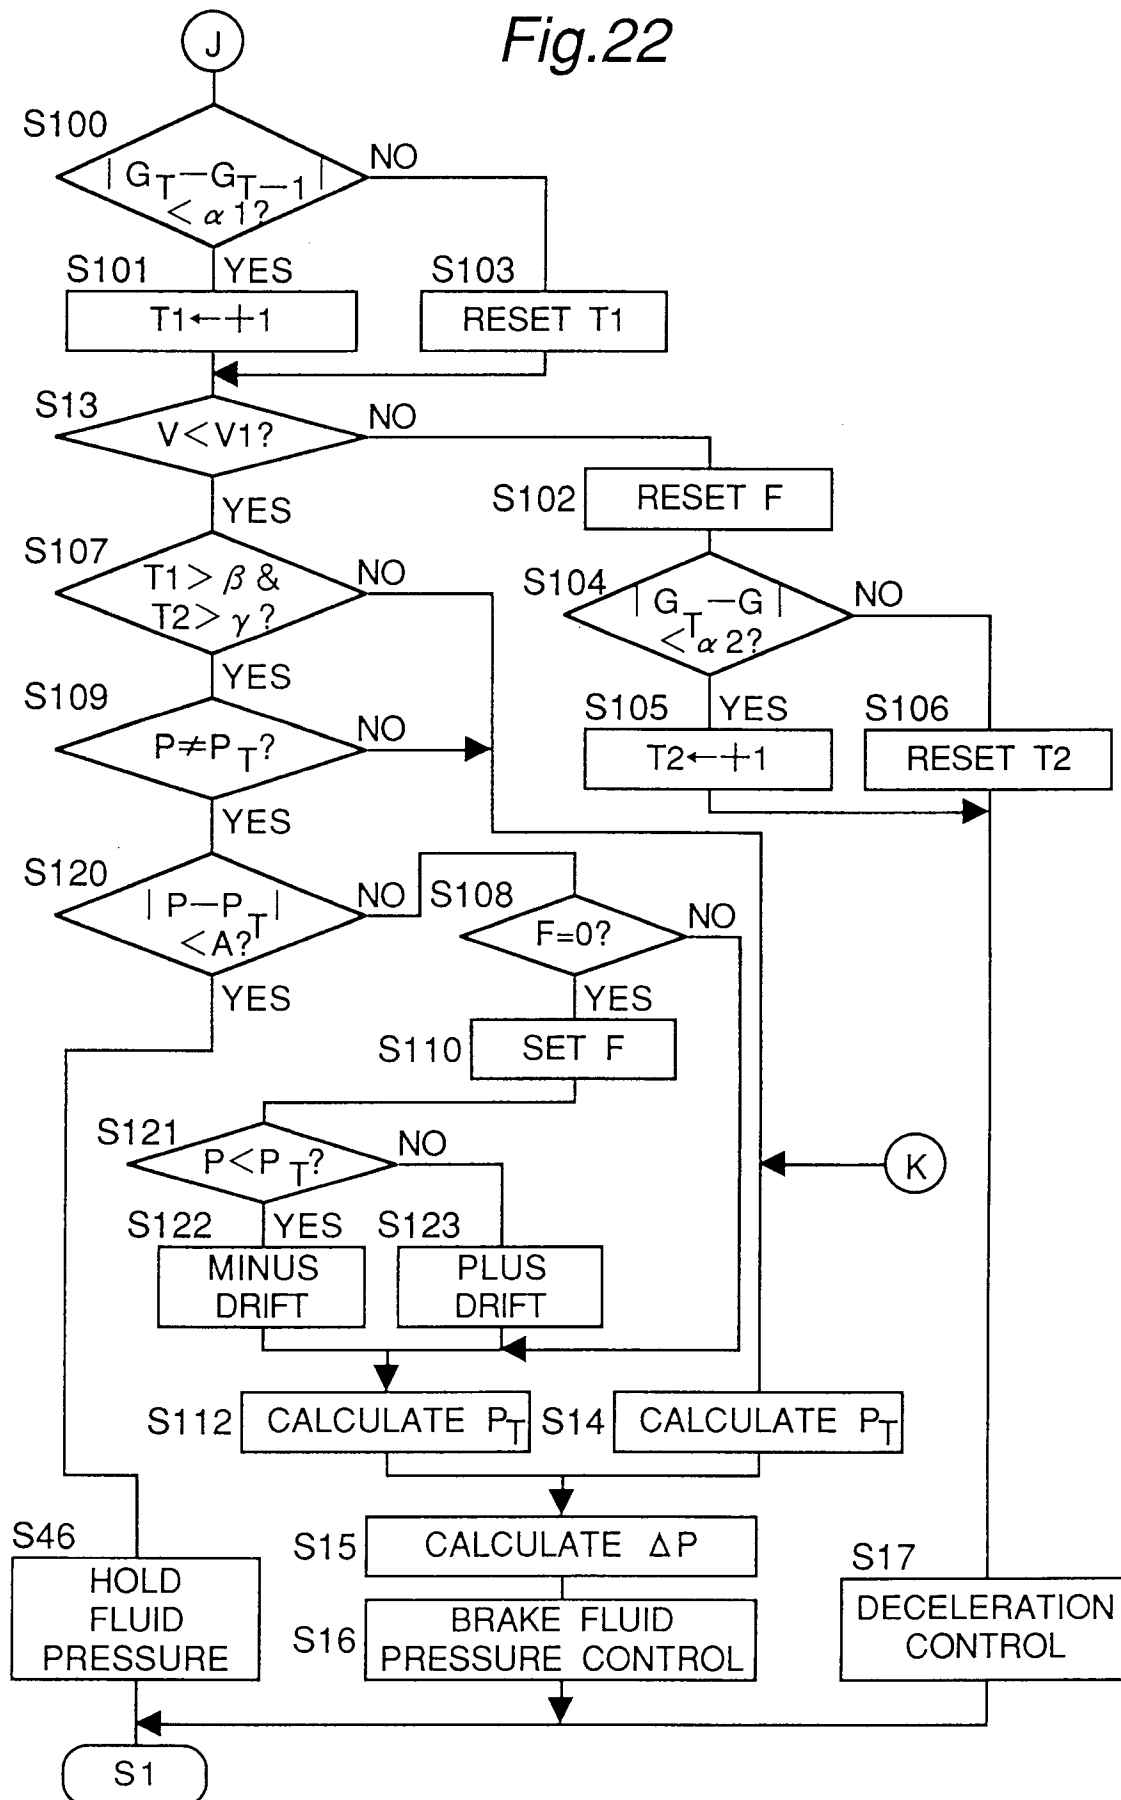 Fig.22
J
S100
| G_T—G_T—1 |
< α 1?
NO
YES
S101
T1←+1
S103
RESET T1
S13
V<V1?
NO
YES
S102
RESET F
S107
T1> β &
T2> γ ?
NO
YES
S104
| G_T—G |
< α 2?
NO
YES
S109
P≠P_T?
NO
YES
S105
T2←+1
S106
RESET T2
S120
| P—P_T |
<A?
NO
YES
S108
F=0?
NO
YES
S110
SET F
S121
P<P_T?
NO
YES
K
S122
MINUS
DRIFT
S123
PLUS
DRIFT
S112
CALCULATE P_T
S14
CALCULATE P_T
S46
HOLD
FLUID
PRESSURE
S15
CALCULATE ΔP
S16
BRAKE FLUID
PRESSURE CONTROL
S17
DECELERATION
CONTROL
S1